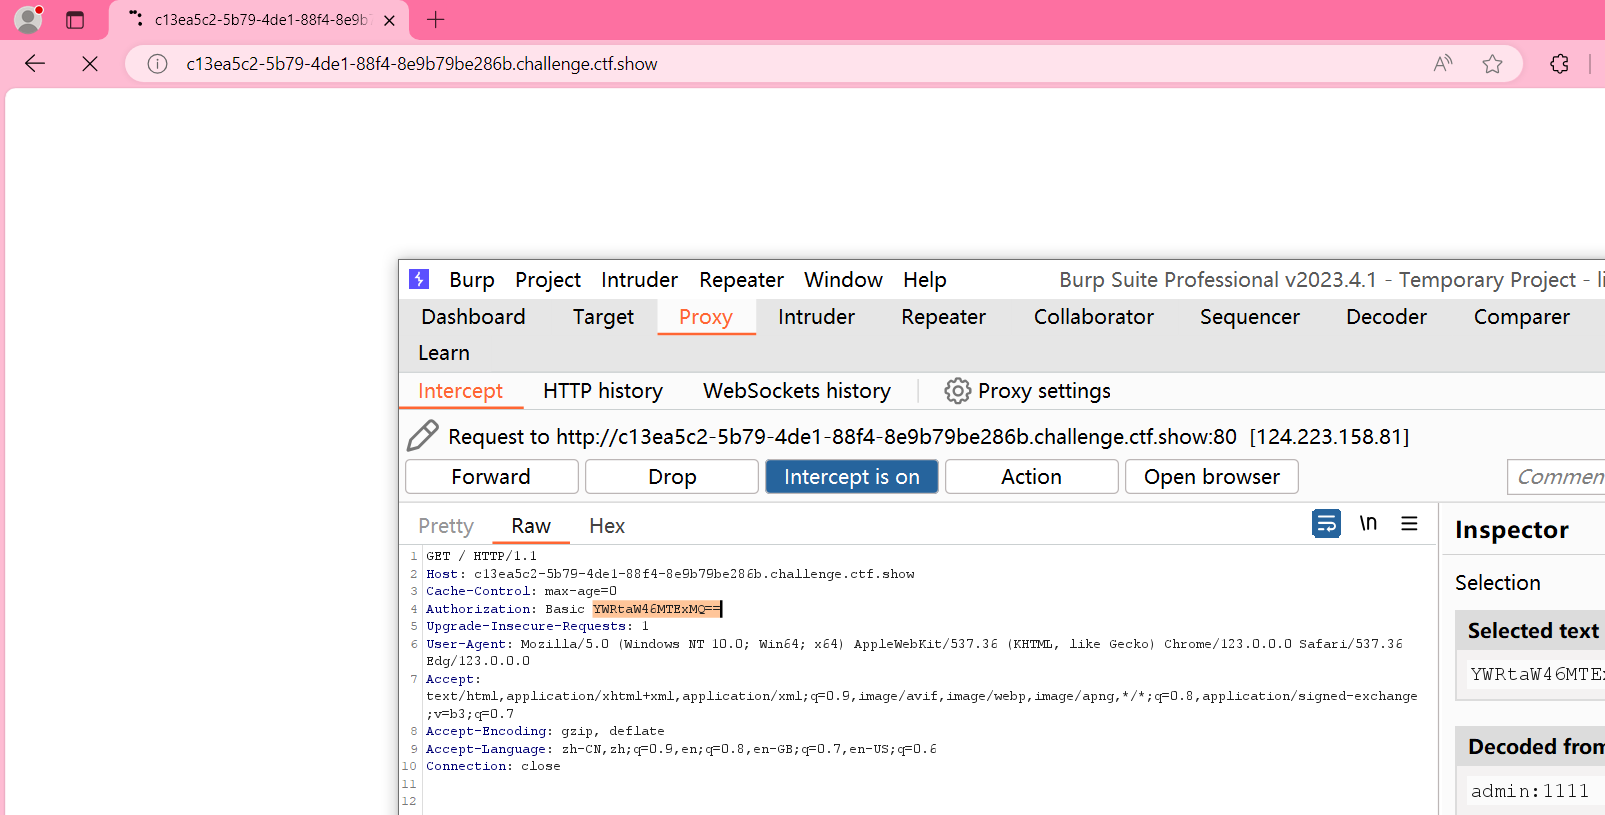 c13ea5c2-5b79-4de1-88f4-8e9b7
c13ea5c2-5b79-4de1-88f4-8e9b79be286b.challenge.ctf.show
Burp Project Intruder Repeater Window Help Burp Suite Professional v2023.4.1 - Temporary Project - li
Dashboard Target Proxy Intruder Repeater Collaborator Sequencer Decoder Comparer
Learn
Intercept HTTP history WebSockets history Proxy settings
Request to http://c13ea5c2-5b79-4de1-88f4-8e9b79be286b.challenge.ctf.show:80 [124.223.158.81]
Forward Drop Intercept is on Action Open browser Commen
Pretty Raw Hex \n
Inspector
Selection
Selected text
YWRtaW46MTEx
Decoded from
admin:1111
1 GET / HTTP/1.1
2 Host: c13ea5c2-5b79-4de1-88f4-8e9b79be286b.challenge.ctf.show
3 Cache-Control: max-age=0
4 Authorization: Basic YWRtaW46MTExMQ==
5 Upgrade-Insecure-Requests: 1
6 User-Agent: Mozilla/5.0 (Windows NT 10.0; Win64; x64) AppleWebKit/537.36 (KHTML, like Gecko) Chrome/123.0.0.0 Safari/537.36
Edg/123.0.0.0
7 Accept:
text/html,application/xhtml+xml,application/xml;q=0.9,image/avif,image/webp,image/apng,*/*;q=0.8,application/signed-exchange
;v=b3;q=0.7
8 Accept-Encoding: gzip, deflate
9 Accept-Language: zh-CN,zh;q=0.9,en;q=0.8,en-GB;q=0.7,en-US;q=0.6
10 Connection: close
11
12